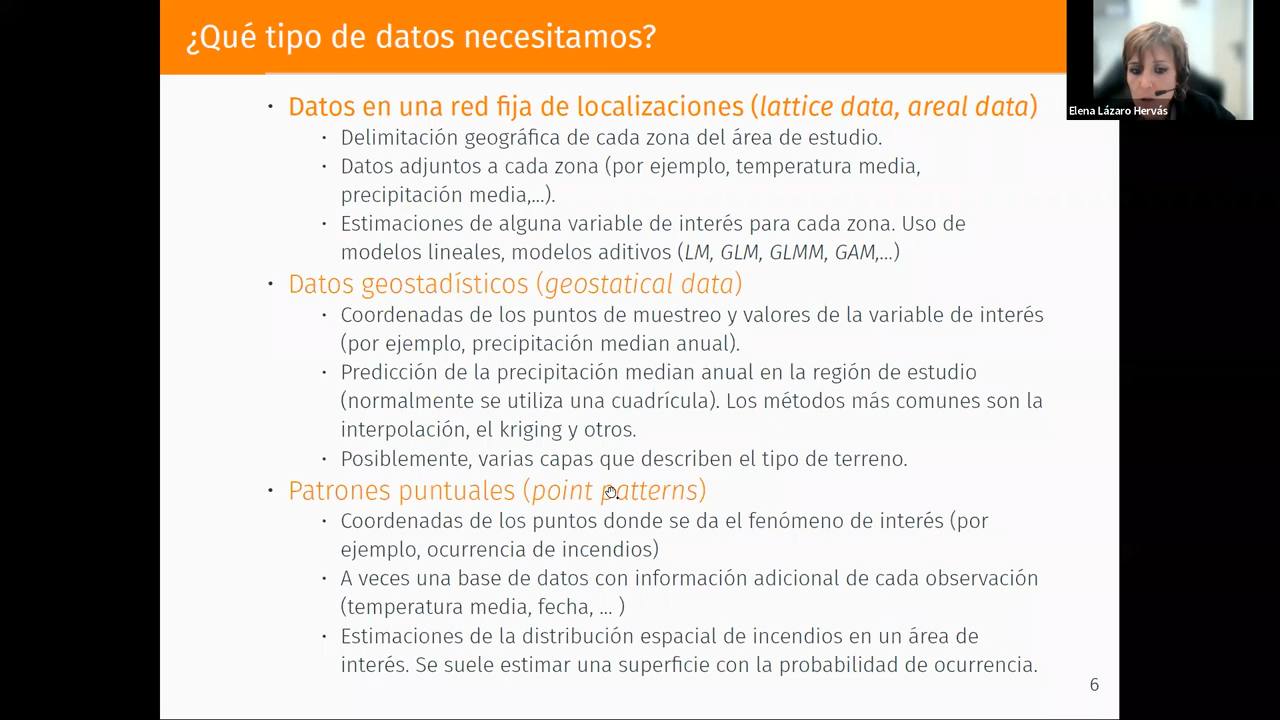 ¿Qué tipo de datos necesitamos?
Elena Lázaro Hervás
• Datos en una red fija de localizaciones (lattice data, areal data)
• Delimitación geográfica de cada zona del área de estudio.
• Datos adjuntos a cada zona (por ejemplo, temperatura media,
precipitación media,...).
• Estimaciones de alguna variable de interés para cada zona. Uso de
modelos lineales, modelos aditivos (LM, GLM, GLMM, GAM,...)
• Datos geostadísticos (geostatical data)
• Coordenadas de los puntos de muestreo y valores de la variable de interés
(por ejemplo, precipitación median anual).
• Predicción de la precipitación median anual en la región de estudio
(normalmente se utiliza una cuadrícula). Los métodos más comunes son la
interpolación, el kriging y otros.
• Posiblemente, varias capas que describen el tipo de terreno.
• Patrones puntuales (point patterns)
• Coordenadas de los puntos donde se da el fenómeno de interés (por
ejemplo, ocurrencia de incendios)
• A veces una base de datos con información adicional de cada observación
(temperatura media, fecha, ... )
• Estimaciones de la distribución espacial de incendios en un área de
interés. Se suele estimar una superficie con la probabilidad de ocurrencia.
6